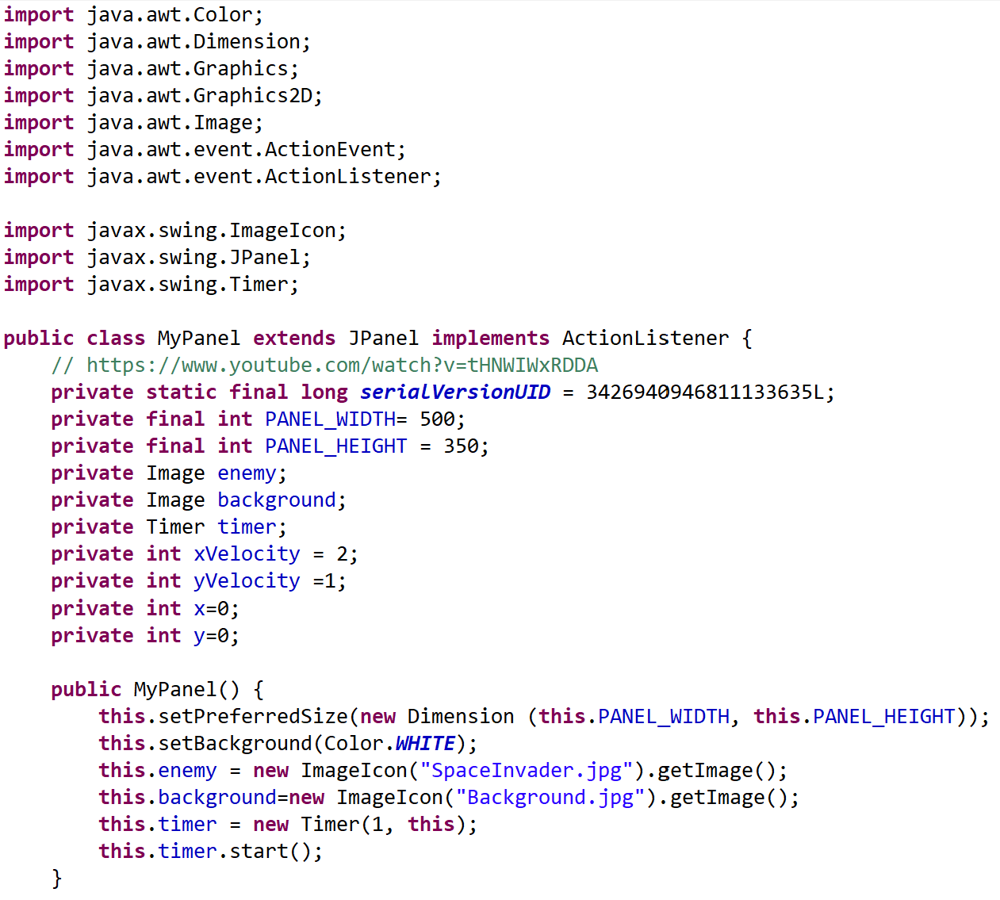 import java.awt.Color;
import java.awt.Dimension;
import java.awt.Graphics;
import java.awt.Graphics2D;
import java.awt.Image;
import java.awt.event.ActionEvent;
import java.awt.event.ActionListener;

import javax.swing.ImageIcon;
import javax.swing.JPanel;
import javax.swing.Timer;

public class MyPanel extends JPanel implements ActionListener {
    // https://www.youtube.com/watch?v=tHNWIWxRDDA
    private static final long serialVersionUID = 3426940946811133635L;
    private final int PANEL_WIDTH= 500;
    private final int PANEL_HEIGHT = 350;
    private Image enemy;
    private Image background;
    private Timer timer;
    private int xVelocity = 2;
    private int yVelocity =1;
    private int x=0;
    private int y=0;

    public MyPanel() {
        this.setPreferredSize(new Dimension (this.PANEL_WIDTH, this.PANEL_HEIGHT));
        this.setBackground(Color.WHITE);
        this.enemy = new ImageIcon("SpaceInvader.jpg").getImage();
        this.background=new ImageIcon("Background.jpg").getImage();
        this.timer = new Timer(1, this);
        this.timer.start();
    }